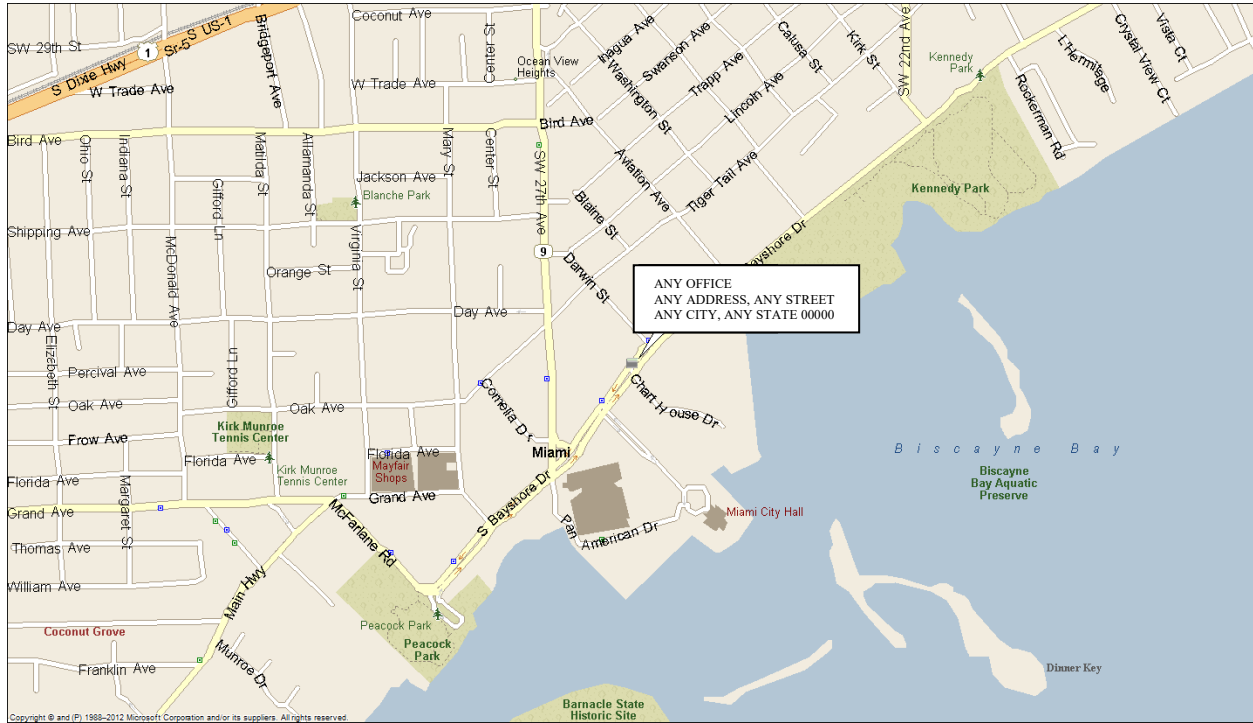 Coconut Ave
SW 29th St
S Dixie Hwy
Sr-5
S US-1
1
Bridgeport Ave
Center St
Ocean View
Heights
Inagua Ave
Swanson Ave
Calusa St
Kirk St
SW 22nd Ave
Vista Ct
L'Hermitage
Crystal View Ct
Kennedy
Park
Rockerman Rd
W Trade Ave
W Trade Ave
Washington St
Trapp Ave
Lincoln Ave
Bird Ave
Bird Ave
Ohio St
Indiana St
Matilda St
Allamanda St
Mary St
Center St
SW 27th Ave
Aviation Ave
Tiger Tail Ave
Kennedy Park
Jackson Ave
Blanche Park
Gifford Ln
Shipping Ave
McDonald Ave
Virginia St
Blaine St
Darwin St
9
Bayshore Dr
Orange St
ANY OFFICE
ANY ADDRESS, ANY STREET
ANY CITY, ANY STATE 00000
Day Ave
Day Ave
Elizabeth St
Gifford Ln
Percival Ave
Oak Ave
Oak Ave
Cornelia Dr
Chart House Dr
Kirk Munroe
Tennis Center
Frow Ave
Florida Ave
Florida Ave
Miami
Biscayne Bay
Biscayne
Bay Aquatic
Preserve
Kirk Munroe
Tennis Center
Mayfair
Shops
Florida Ave
Margaret St
Grand Ave
Grand Ave
McFarlane Rd
S Bayshore Dr
Pan
American Dr
Miami City Hall
Thomas Ave
William Ave
Main Hwy
Peacock Park
Peacock
Park
Coconut Grove
Franklin Ave
Munroe Dr
Dinner Key
Barnacle State
Historic Site
Copyright © and (P) 1988–2012 Microsoft Corporation and/or its suppliers. All rights reserved.